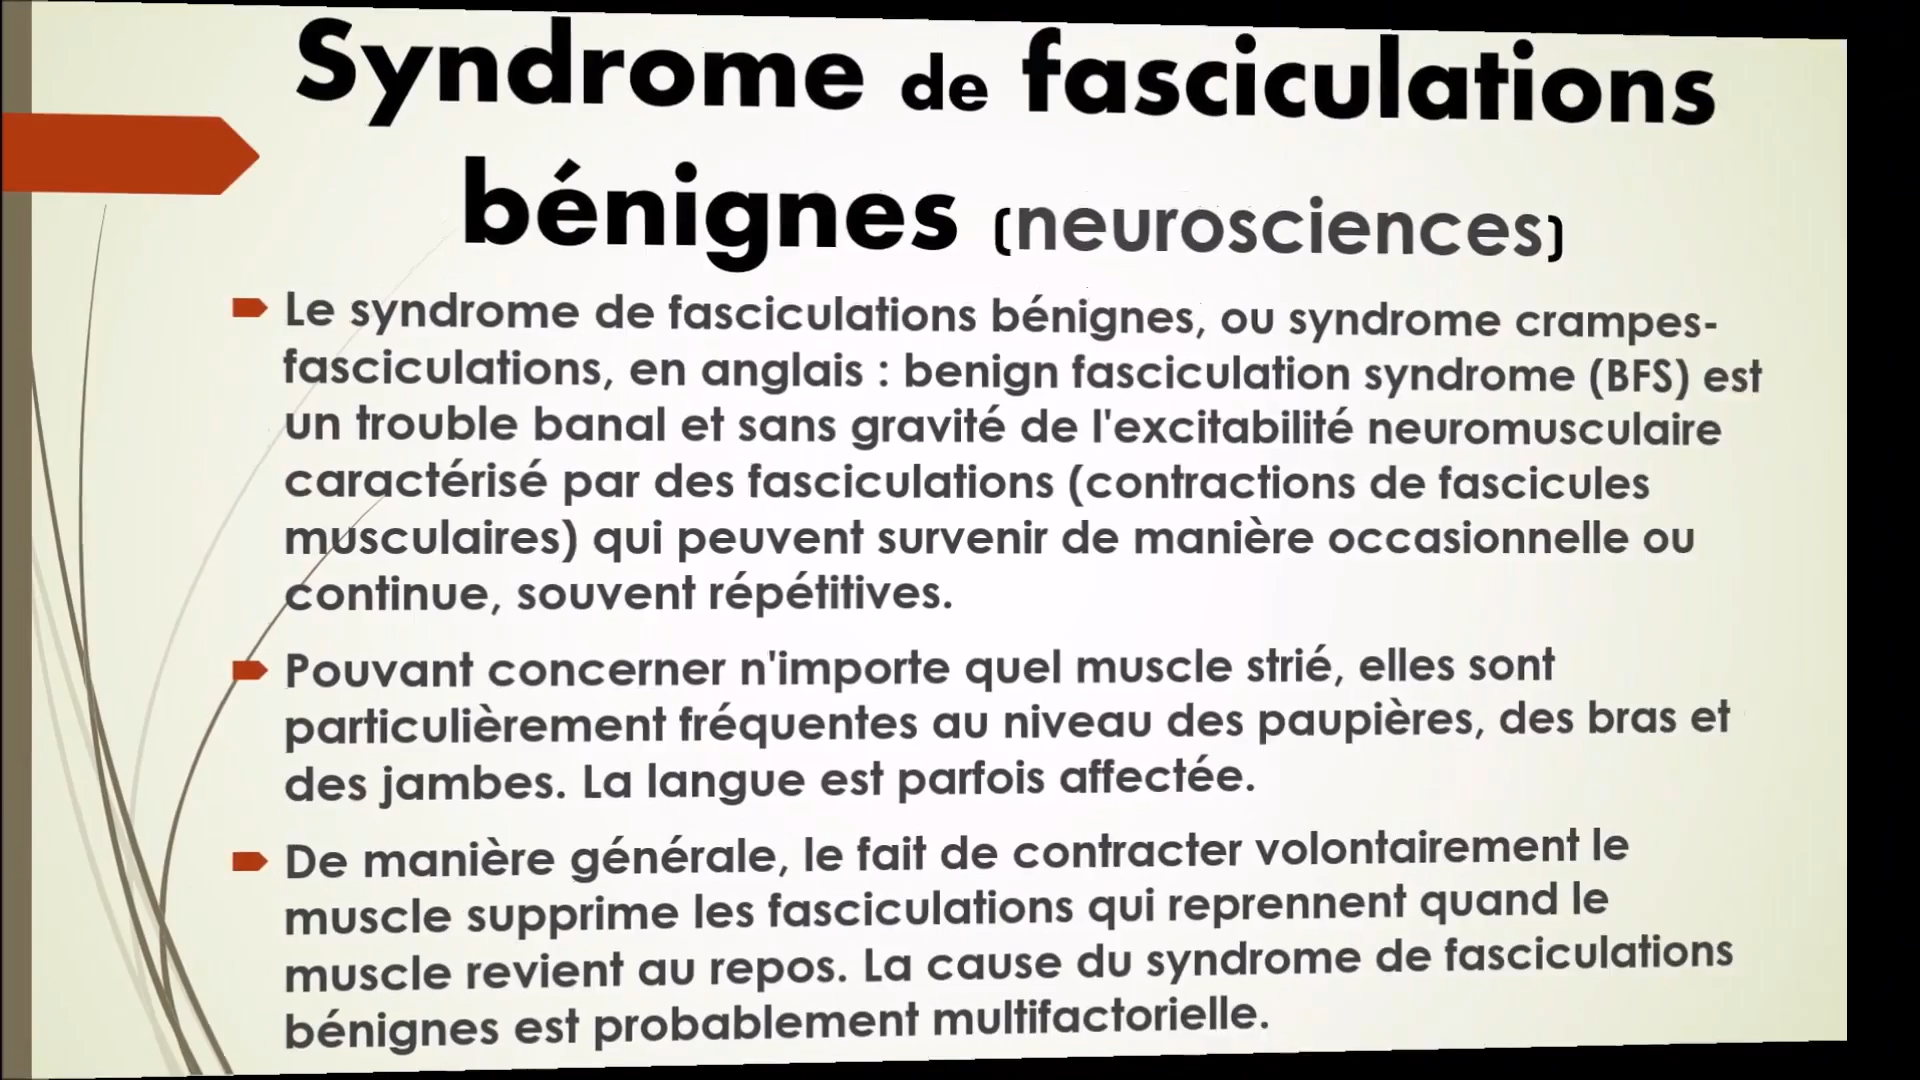 Syndrome de fasciculations
bénignes (neurosciences)
Le syndrome de fasciculations bénignes, ou syndrome crampes-
fasciculations, en anglais : benign fasciculation syndrome (BFS) est
un trouble banal et sans gravité de l'excitabilité neuromusculaire
caractérisé par des fasciculations (contractions de fascicules
musculaires) qui peuvent survenir de manière occasionnelle ou
continue, souvent répétitives.
Pouvant concerner n'importe quel muscle strié, elles sont
particulièrement fréquentes au niveau des paupières, des bras et
des jambes. La langue est parfois affectée.
De manière générale, le fait de contracter volontairement le
muscle supprime les fasciculations qui reprennent quand le
muscle revient au repos. La cause du syndrome de fasciculations
bénignes est probablement multifactorielle.